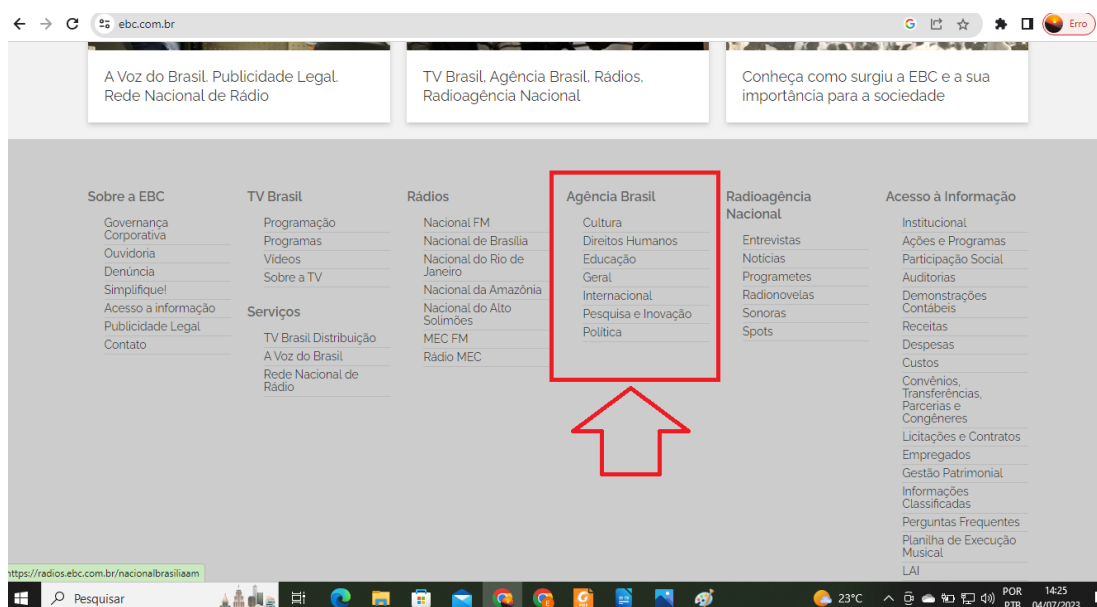 ebc.com.br
Erro
A Voz do Brasil. Publicidade Legal.
Rede Nacional de Rádio
TV Brasil, Agência Brasil, Rádios,
Radioagência Nacional
Conheça como surgiu a EBC e a sua
importância para a sociedade
Sobre a EBC
Governança
Corporativa
Ouvidoria
Denúncia
Simplifique!
Acesso a informação
Publicidade Legal
Contato
TV Brasil
Programação
Programas
Vídeos
Sobre a TV
Serviços
TV Brasil Distribuição
A Voz do Brasil
Rede Nacional de
Rádio
Rádios
Nacional FM
Nacional de Brasília
Nacional do Rio de
Janeiro
Nacional da Amazônia
Nacional do Alto
Solimões
MEC FM
Rádio MEC
Agência Brasil
Cultura
Direitos Humanos
Educação
Geral
Internacional
Pesquisa e Inovação
Política
Radioagência
Nacional
Entrevistas
Notícias
Programetes
Radionovelas
Sonoras
Spots
Acesso à Informação
Institucional
Ações e Programas
Participação Social
Auditorias
Demonstrações
Contábeis
Receitas
Despesas
Custos
Convênios,
Transferências,
Parcerias e
Congêneres
Licitações e Contratos
Empregados
Gestão Patrimonial
Informações
Classificadas
Perguntas Frequentes
Planilha de Execução
Musical
LAI
https://radios.ebc.com.br/nacionalbrasiliaam
Pesquisar
23°C
POR
PTB
14:25
04/07/2023